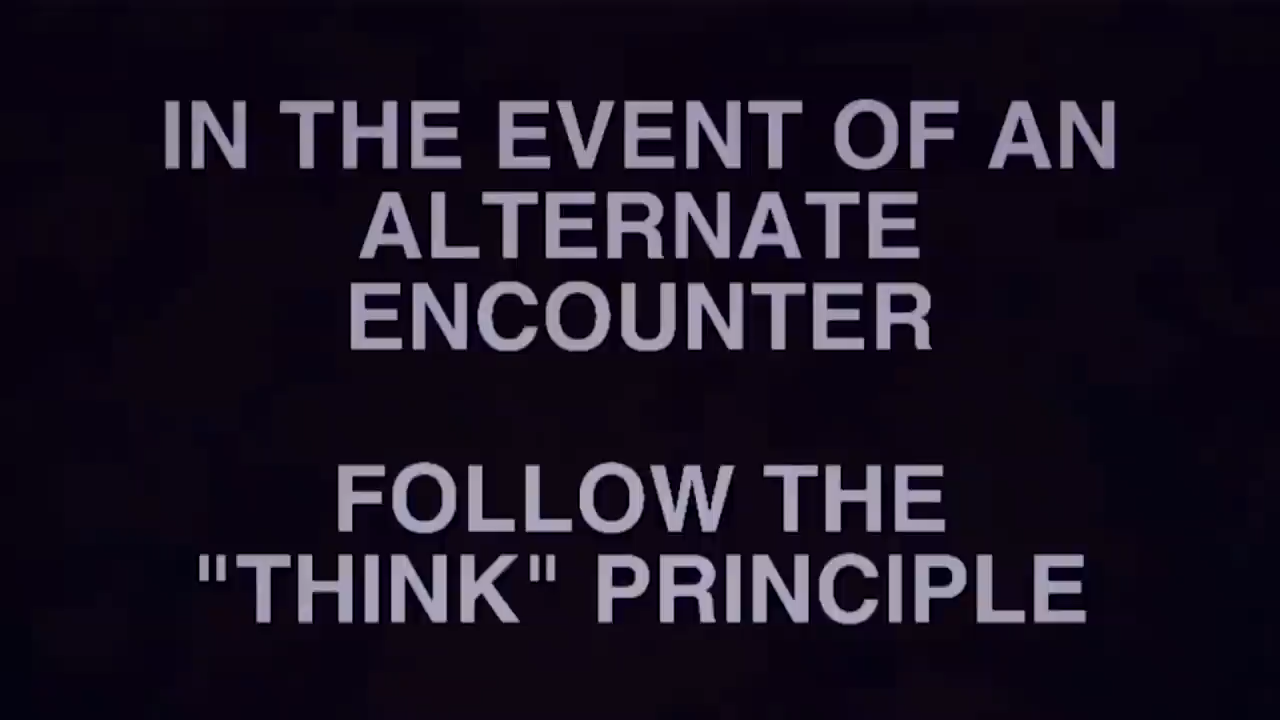 IN THE EVENT OF AN
ALTERNATE
ENCOUNTER
FOLLOW THE
"THINK" PRINCIPLE